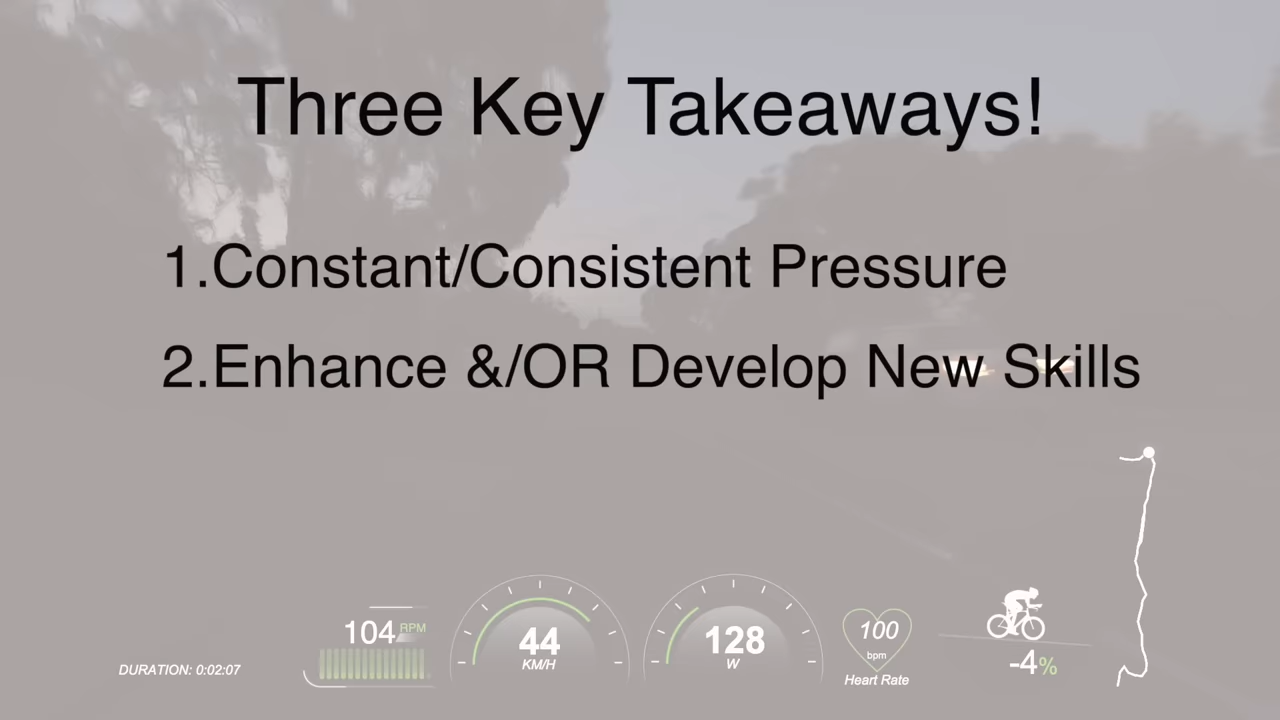 Three Key Takeaways!
1.Constant/Consistent Pressure
2.Enhance &/OR Develop New Skills
DURATION: 0:02:07
104 RPM
44
KM/H
128
W
100
bpm
Heart Rate
-4%